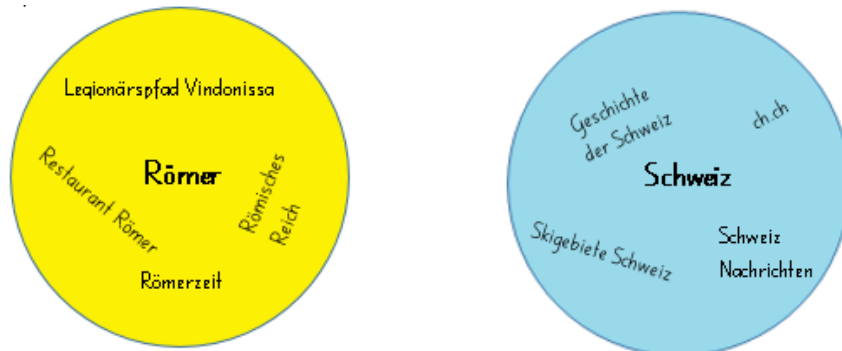 Legionärspfad Vindonissa
Restaurant Römer
Römer
Römisches
Reich
Römerzeit
Geschichte
der Schweiz
ch.ch
Schweiz
Skigebiete Schweiz
Schweiz
Nachrichten